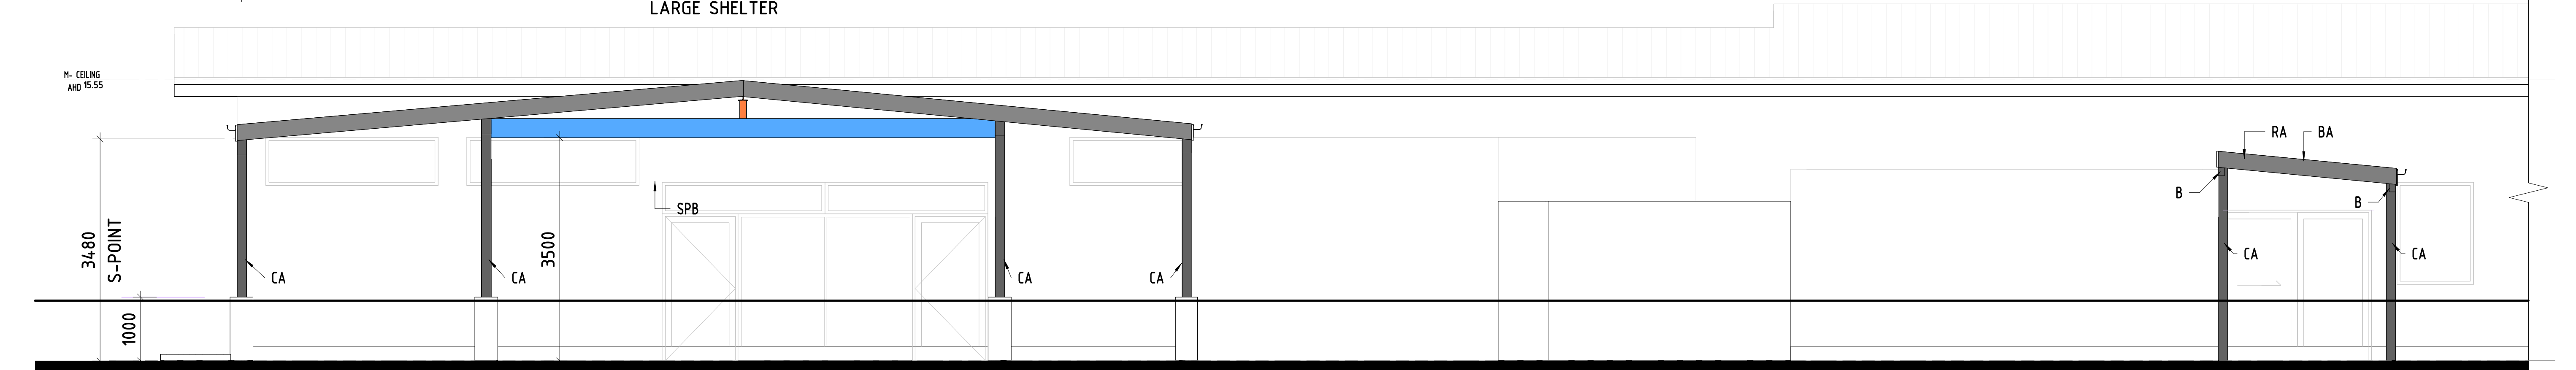 LARGE SHELTER
M- CEILING
AHD 15.55
RA
BA
B
B
SPB
3480
S-POINT
3500
CA
CA
CA
CA
CA
CA
1000